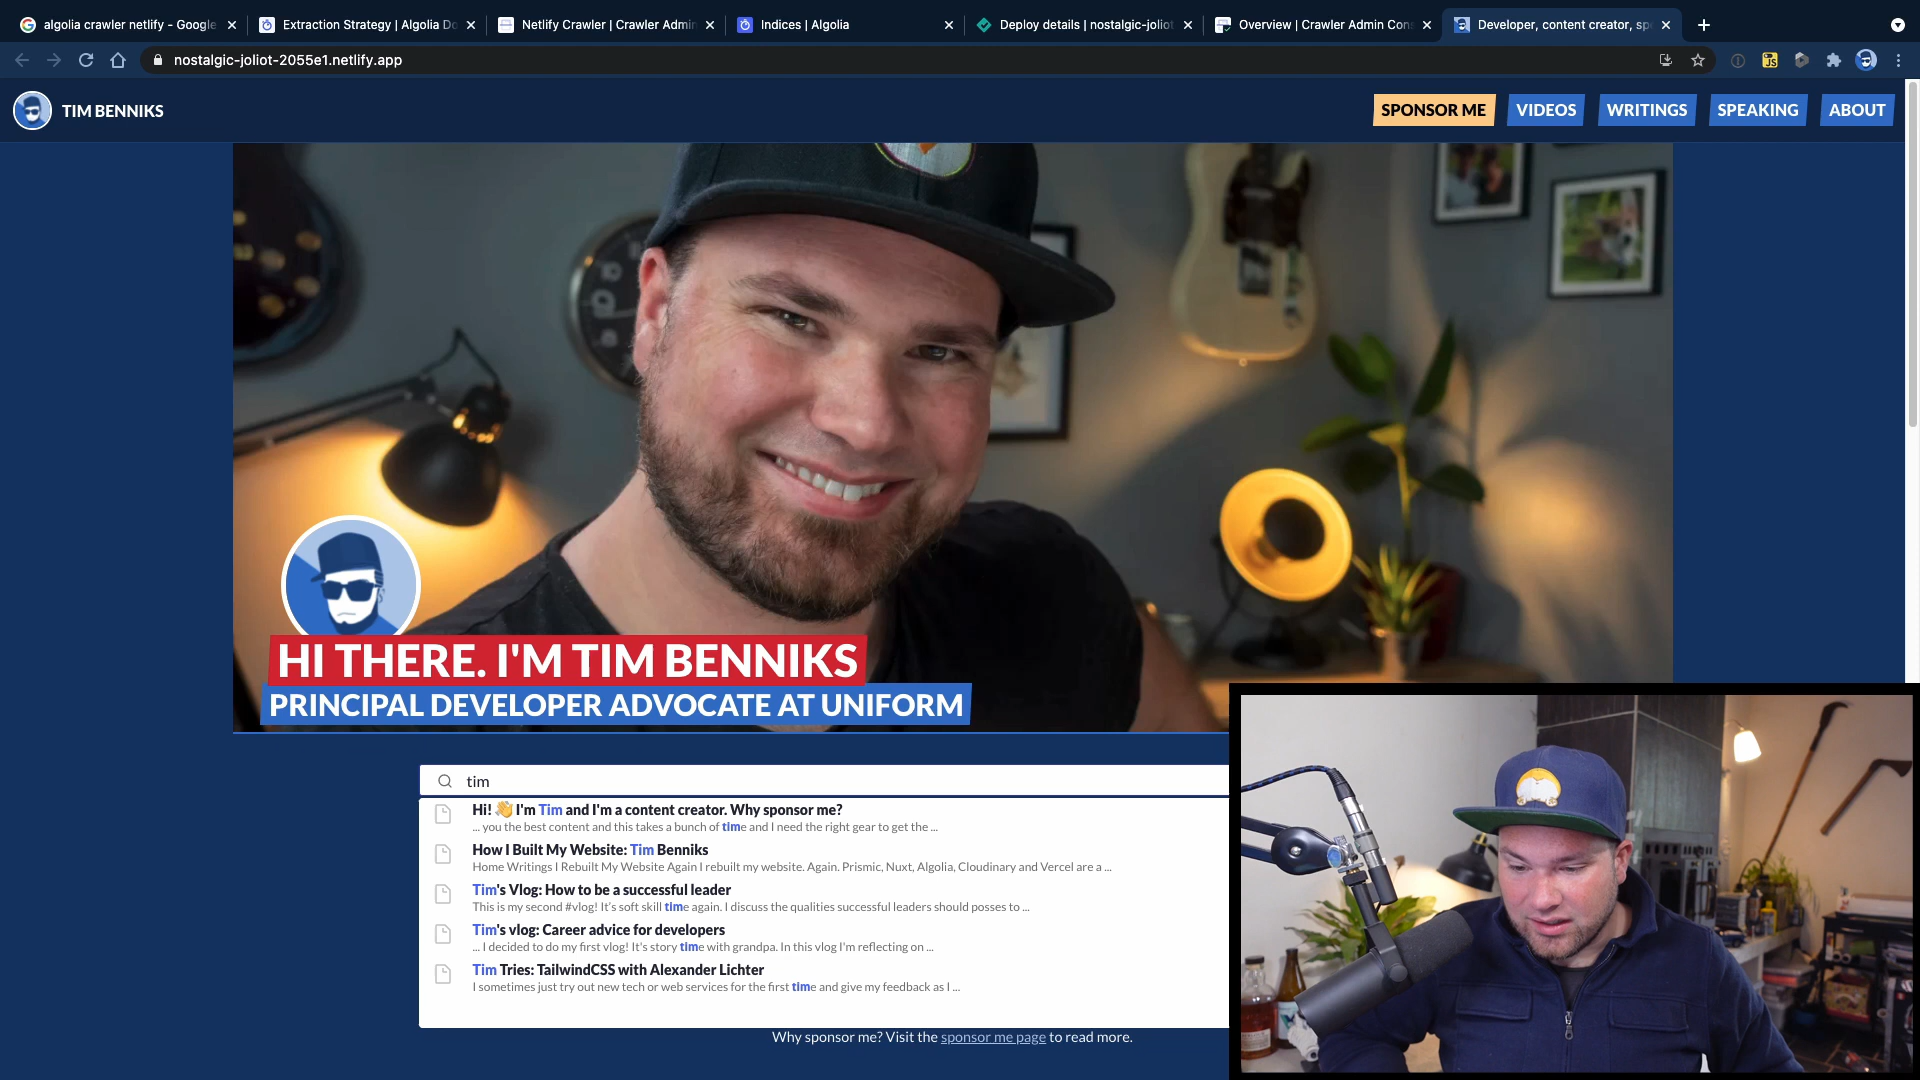 algolia crawler netlify - Google
Extraction Strategy | Algolia Do
Netlify Crawler | Crawler Admin
Indices | Algolia
Deploy details | nostalgic-joliot
Overview | Crawler Admin Con
Developer, content creator, sp
nostalgic-joliot-2055e1.netlify.app
JS
TIM BENNIKS
SPONSOR ME
VIDEOS
WRITINGS
SPEAKING
ABOUT
HI THERE. I'M TIM BENNIKS
PRINCIPAL DEVELOPER ADVOCATE AT UNIFORM
tim
Hi! 👋 I'm Tim and I'm a content creator. Why sponsor me?
... you the best content and this takes a bunch of time and I need the right gear to get the ...
How I Built My Website: Tim Benniks
Home Writings I Rebuilt My Website Again I rebuilt my website. Again. Prismic, Nuxt, Algolia, Cloudinary and Vercel are a ...
Tim's Vlog: How to be a successful leader
This is my second #vlog! It's soft skill time again. I discuss the qualities successful leaders should posses to ...
Tim's vlog: Career advice for developers
... I decided to do my first vlog! It's story time with grandpa. In this vlog I'm reflecting on ...
Tim Tries: TailwindCSS with Alexander Lichter
I sometimes just try out new tech or web services for the first time and give my feedback as I ...
Why sponsor me? Visit the sponsor me page to read more.